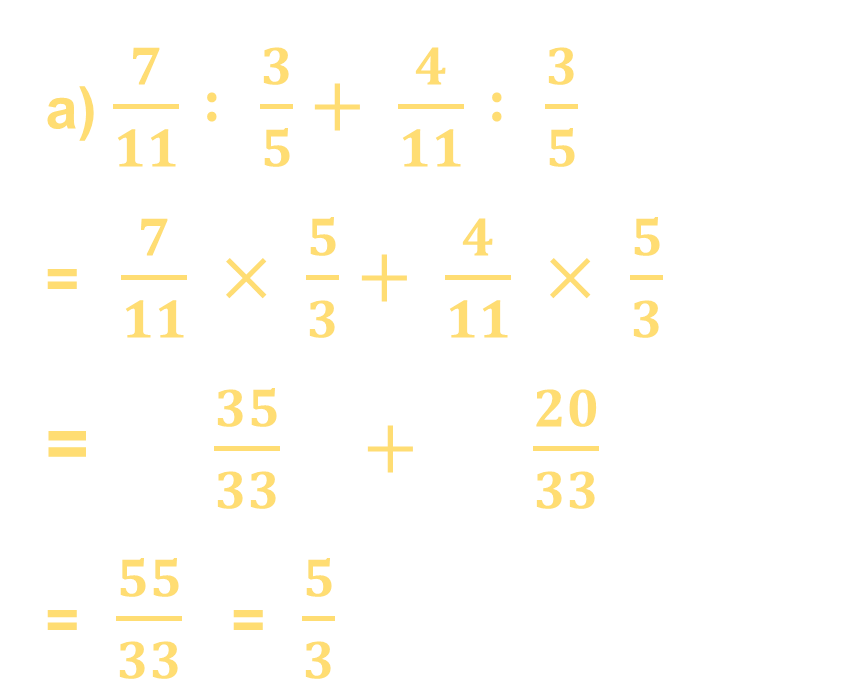 a) 7/11 : 3/5 + 4/11 : 3/5
= 7/11 × 5/3 + 4/11 × 5/3
= 35/33 + 20/33
= 55/33 = 5/3